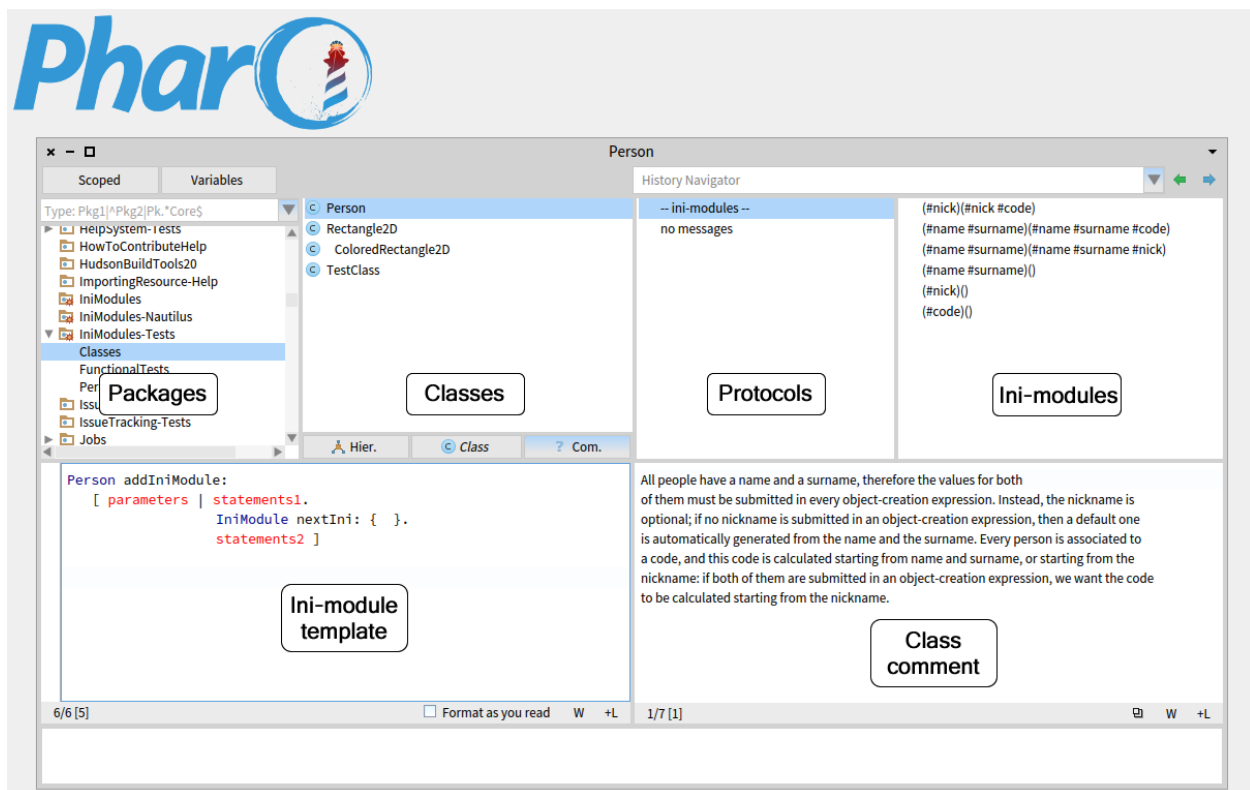 Pharo
Person
Scoped
Variables
History Navigator
Type: Pkg1|^Pkg2|Pk.*Core$
HelpSystem-Tests
HowToContributeHelp
HudsonBuildTools20
ImportingResource-Help
IniModules
IniModules-Nautilus
IniModules-Tests
Classes
FunctionalTests
Per
Issu
IssueTracking-Tests
Jobs
Packages
C Person
C Rectangle2D
C ColoredRectangle2D
C TestClass
Classes
Hier.
C Class
? Com.
-- ini-modules --
no messages
Protocols
(#nick)(#nick #code)
(#name #surname)(#name #surname #code)
(#name #surname)(#name #surname #nick)
(#name #surname)()
(#nick)()
(#code)()
Ini-modules
Person addIniModule:
[ parameters | statements1.
IniModule nextIni: {  }.
statements2 ]
Ini-module
template
6/6 [5]
Format as you read
W
+L
All people have a name and a surname, therefore the values for both
of them must be submitted in every object-creation expression. Instead, the nickname is
optional; if no nickname is submitted in an object-creation expression, then a default one
is automatically generated from the name and the surname. Every person is associated to
a code, and this code is calculated starting from name and surname, or starting from the
nickname: if both of them are submitted in an object-creation expression, we want the code
to be calculated starting from the nickname.
Class
comment
1/7 [1]
W
+L